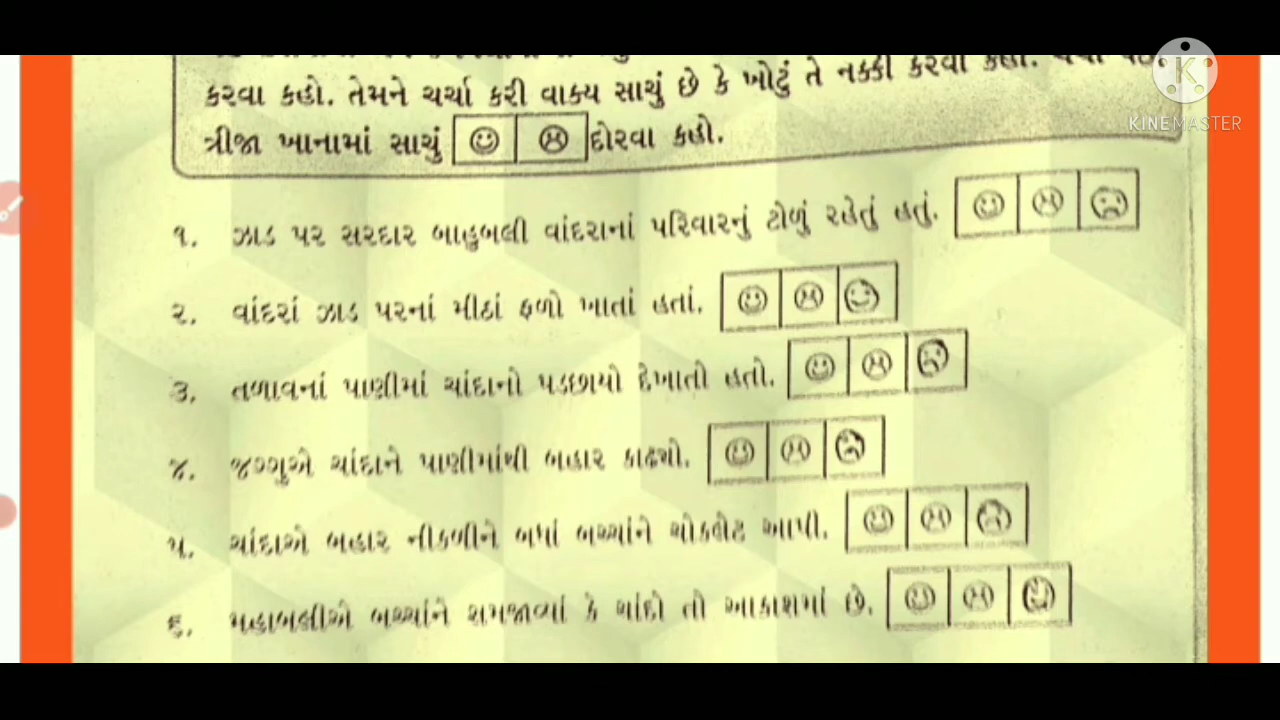 કરવા કહો. તેમને ચર્ચા કરી વાક્ય સાચું છે કે ખોટું તે નક્કી કરવા કહો.
KINEMASTER
ત્રીજા ખાનામાં સાચું દોરવા કહો.
૧. ઝાડ પર સરદાર બાહુબલી વાંદરાનાં પરિવારનું ટોળું રહેતું હતું.
૨. વાંદરાં ઝાડ પરનાં મીઠાં ફળો ખાતાં હતાં.
૩. તળાવનાં પાણીમાં ચાંદાનો પડછાયો દેખાતો હતો.
૪. જગ્ગુએ ચાંદાને પાણીમાંથી બહાર કાઢયો.
૫. ચાંદાએ બહાર નીકળીને બધાં બચ્ચાંને ચોકલેટ આપી.
૬. મહાબલીએ બચ્ચાંને સમજાવ્યાં કે ચાંદો તો આકાશમાં છે.